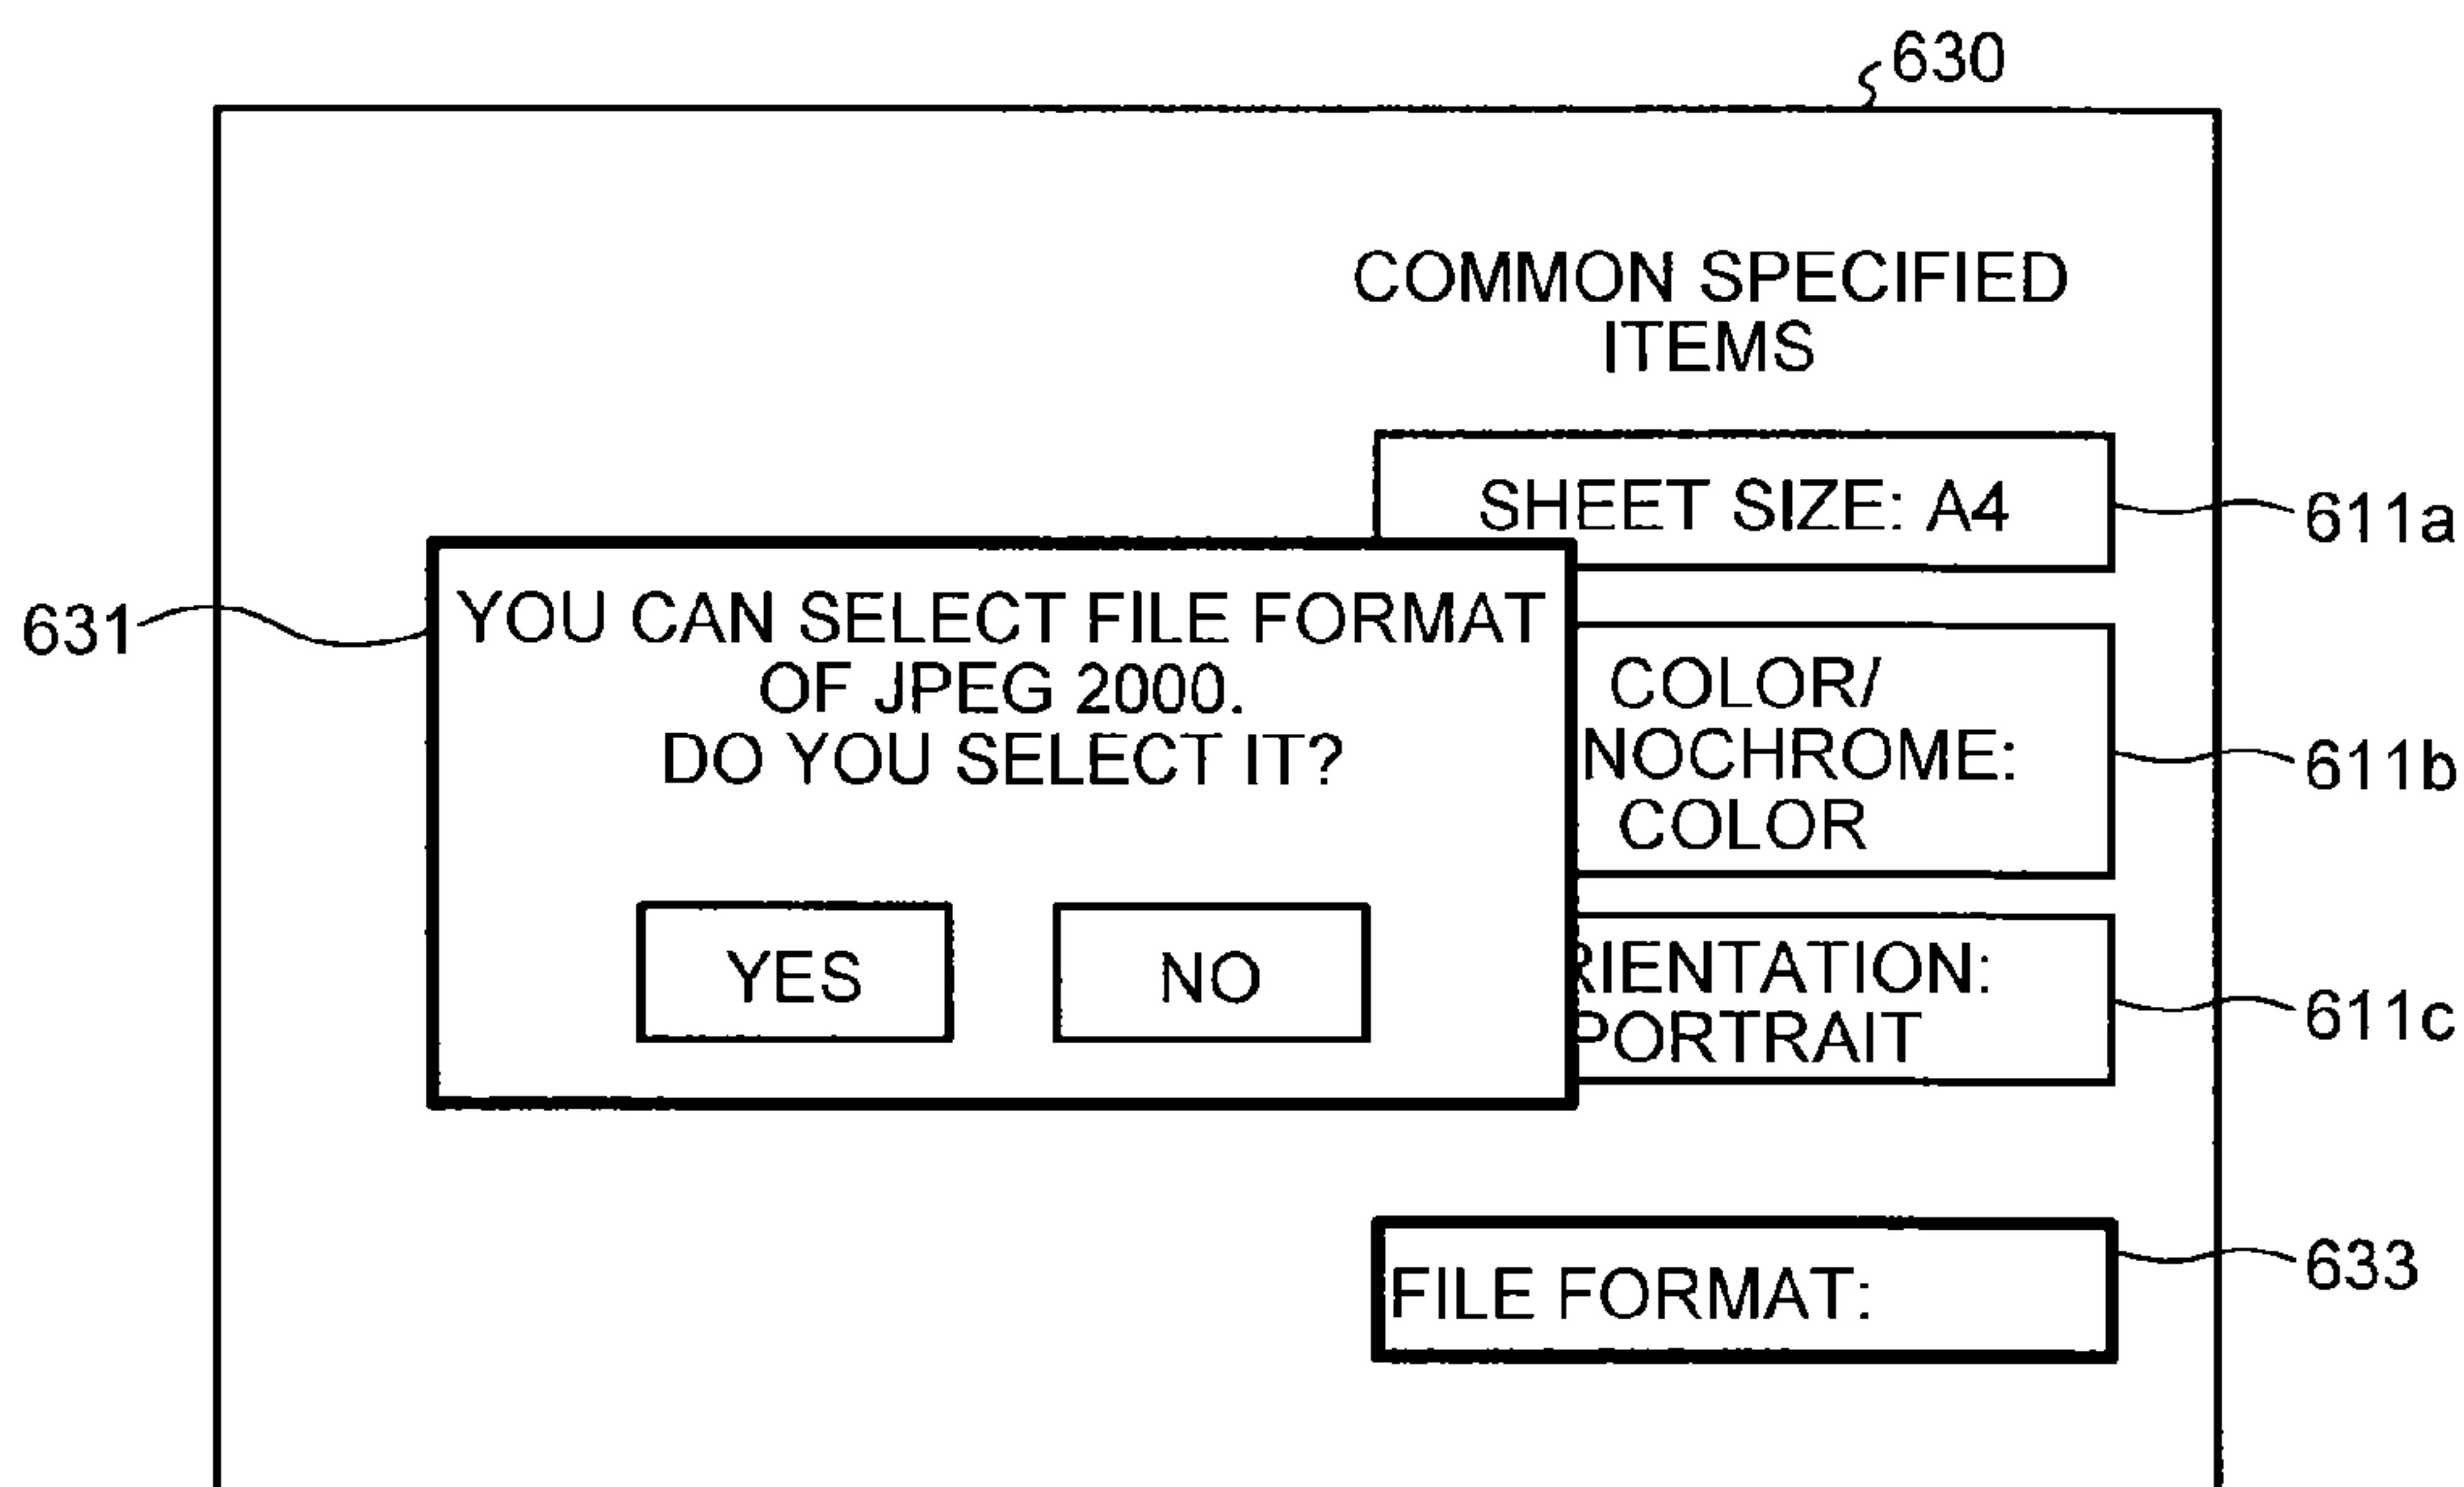 630
COMMON SPECIFIED
ITEMS
SHEET SIZE: A4
611a
631
YOU CAN SELECT FILE FORMAT
OF JPEG 2000.
DO YOU SELECT IT?
YES
NO
COLOR/
NOCHROME:
COLOR
611b
RIENTATION:
PORTRAIT
611c
FILE FORMAT:
633